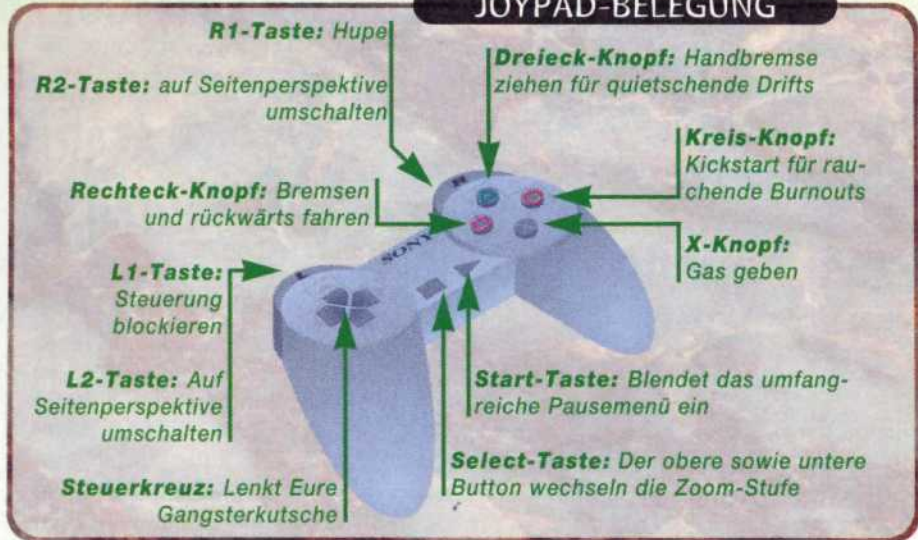 JOYPAD-BELEGUNG
R1-Taste: Hupe
R2-Taste: auf Seitenperspektive
umschalten
Dreieck-Knopf: Handbremse
ziehen für quietschende Drifts
Kreis-Knopf:
Kickstart für rau-
chende Burnouts
Rechteck-Knopf: Bremsen
und rückwärts fahren
X-Knopf:
Gas geben
L1-Taste:
Steuerung
blockieren
L2-Taste: Auf
Seitenperspektive
umschalten
Start-Taste: Blendet das umfang-
reiche Pausemenü ein
Select-Taste: Der obere sowie untere
Button wechseln die Zoom-Stufe
Steuerkreuz: Lenkt Eure
Gangsterkutsche
SONY
R
L